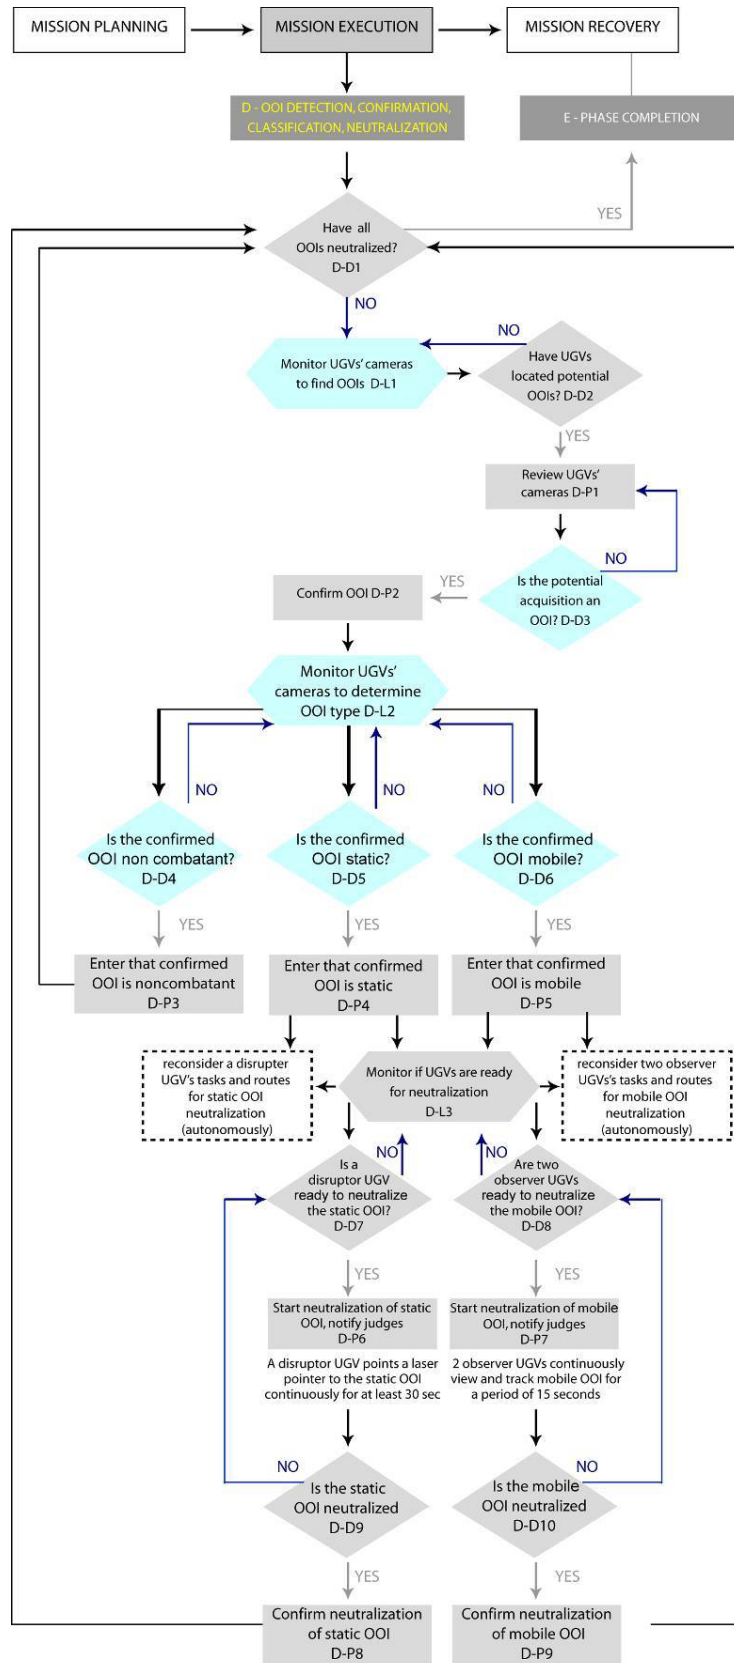 MISSION PLANNING
MISSION EXECUTION
MISSION RECOVERY
D - OOI DETECTION, CONFIRMATION,
CLASSIFICATION, NEUTRALIZATION
E - PHASE COMPLETION
YES
Have all
OOIs neutralized?
D-D1
NO
NO
Monitor UGVs' cameras
to find OOIs D-L1
Have UGVs
located potential
OOIs? D-D2
YES
Review UGVs'
cameras D-P1
NO
Is the potential
acquisition an
OOI? D-D3
YES
Confirm OOI D-P2
Monitor UGVs'
cameras to determine
OOI type D-L2
NO
NO
NO
Is the confirmed
OOI non combatant?
D-D4
Is the confirmed
OOI static?
D-D5
Is the confirmed
OOI mobile?
D-D6
YES
YES
YES
Enter that confirmed
OOI is noncombatant
D-P3
Enter that confirmed
OOI is static
D-P4
Enter that confirmed
OOI is mobile
D-P5
reconsider a disrupter
UGV's tasks and routes
for static OOI
neutralization
(autonomously)
Monitor if UGVs are ready
for neutralization
D-L3
reconsider two observer
UGVs's tasks and routes
for mobile OOI
neutralization
(autonomously)
NO
NO
Is a
disruptor UGV
ready to neutralize
the static OOI?
D-D7
Are two
observer UGVs
ready to neutralize
the mobile OOI?
D-D8
YES
YES
Start neutralization of static
OOI, notify judges
D-P6
Start neutralization of mobile
OOI, notify judges
D-P7
A disruptor UGV points a laser
pointer to the static OOI
continuously for at least 30 sec
2 observer UGVs continuously
view and track mobile OOI for
a period of 15 seconds
NO
NO
Is the static
OOI neutralized
D-D9
Is the mobile
OOI neutralized
D-D10
YES
YES
Confirm neutralization
of static OOI
D-P8
Confirm neutralization
of mobile OOI
D-P9